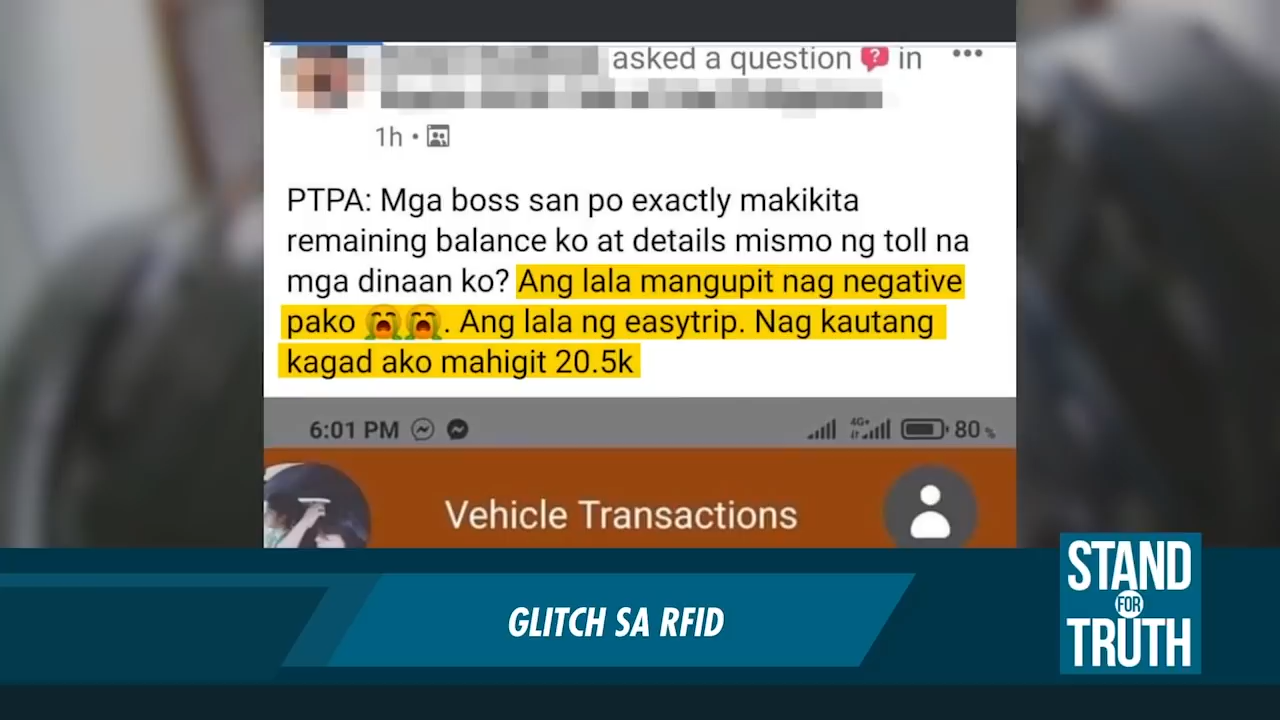 asked a question in
1h
PTPA: Mga boss san po exactly makikita
remaining balance ko at details mismo ng toll na
mga dinaan ko? Ang lala mangupit nag negative
pako 😭😭. Ang lala ng easytrip. Nag kautang
kagad ako mahigit 20.5k
6:01 PM
4G+
80%
Vehicle Transactions
GLITCH SA RFID
STAND
FOR
TRUTH